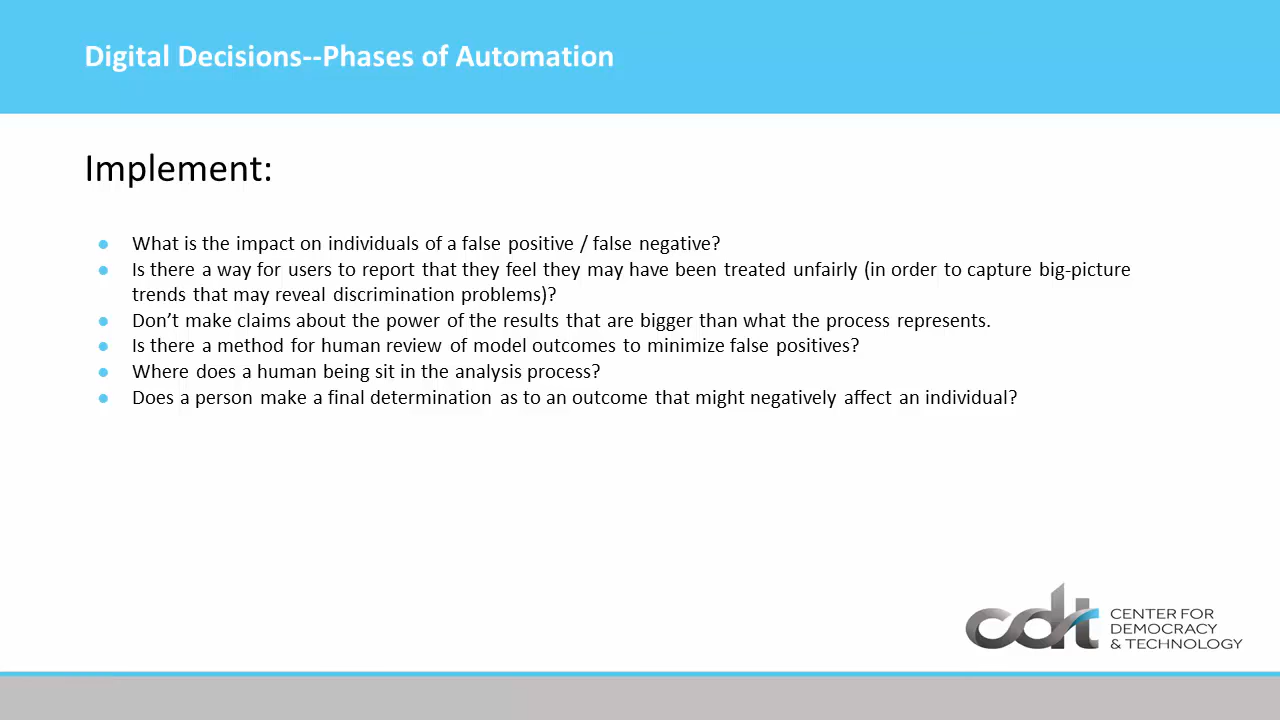 Digital Decisions--Phases of Automation
Implement:
● What is the impact on individuals of a false positive / false negative?
● Is there a way for users to report that they feel they may have been treated unfairly (in order to capture big-picture
trends that may reveal discrimination problems)?
● Don’t make claims about the power of the results that are bigger than what the process represents.
● Is there a method for human review of model outcomes to minimize false positives?
● Where does a human being sit in the analysis process?
● Does a person make a final determination as to an outcome that might negatively affect an individual?
cdt
CENTER FOR
DEMOCRACY
& TECHNOLOGY